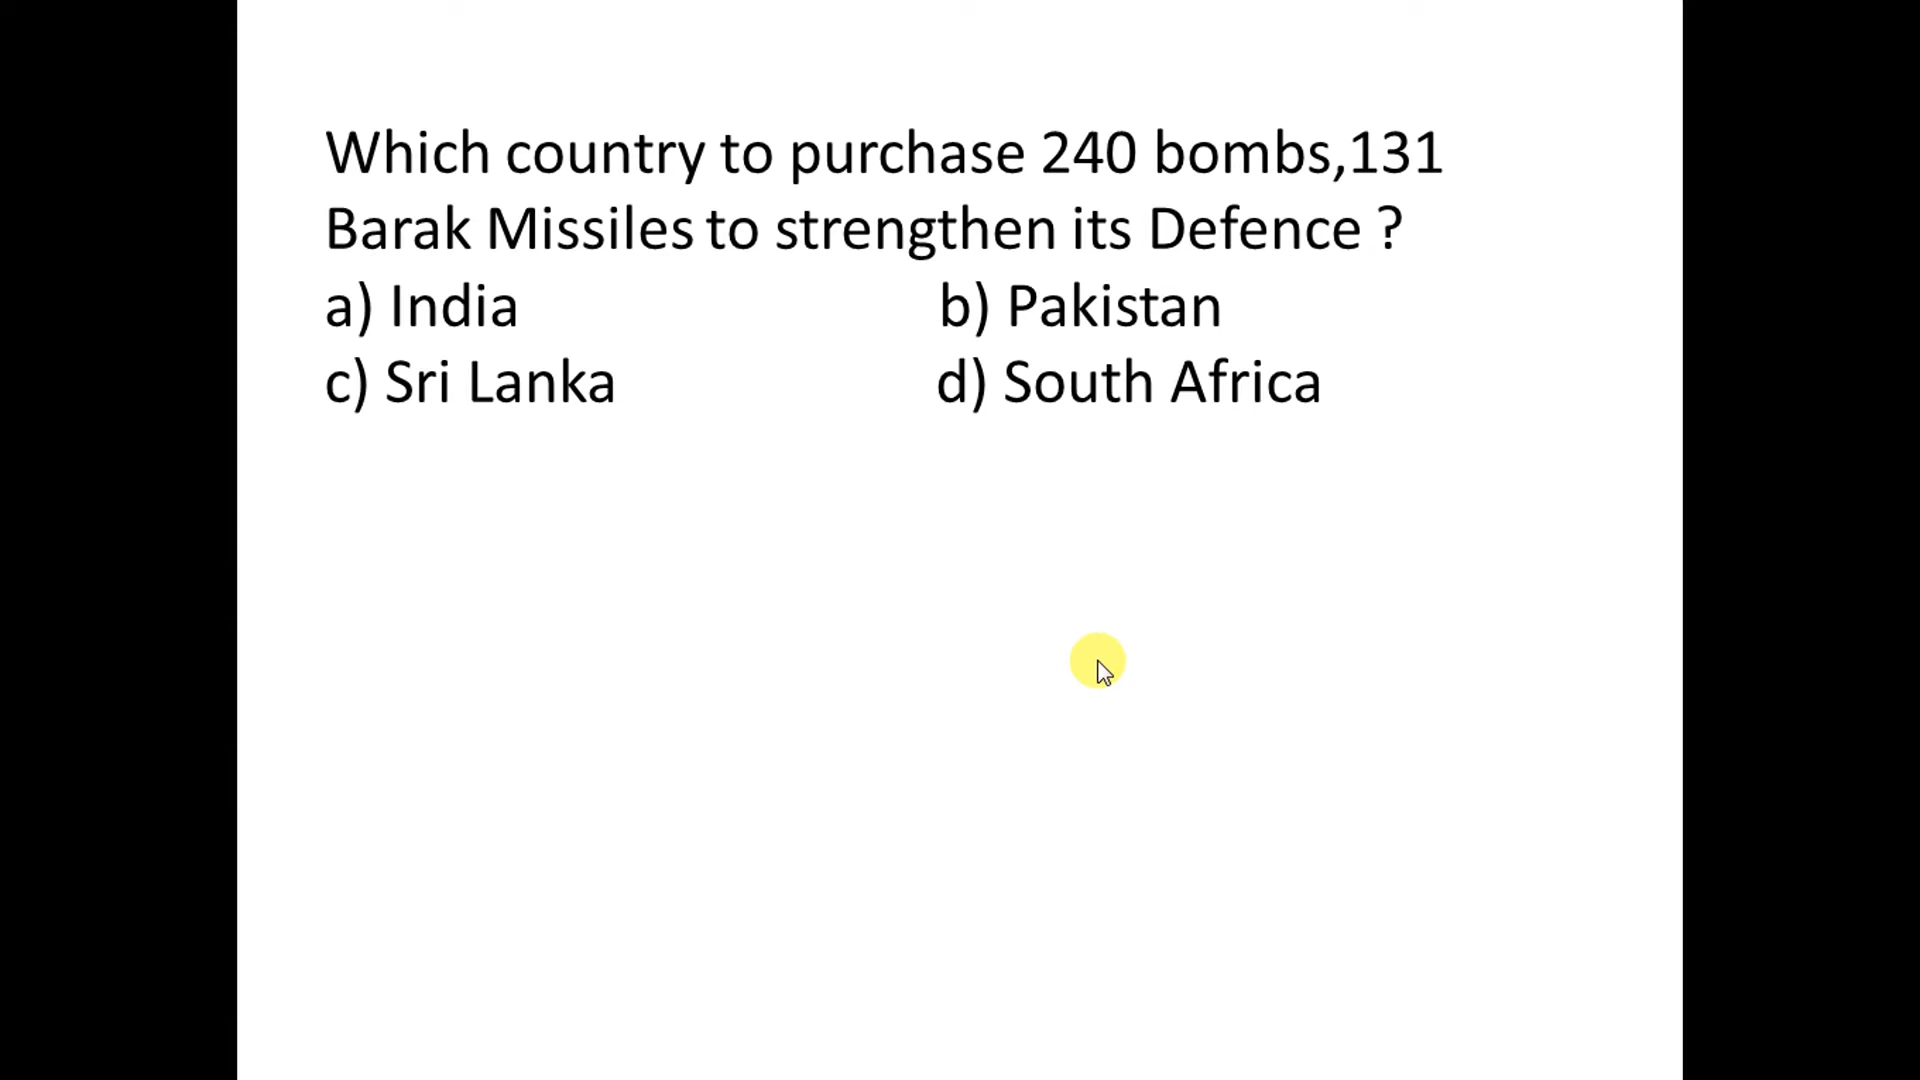 Which country to purchase 240 bombs,131
Barak Missiles to strengthen its Defence ?
a) India b) Pakistan
c) Sri Lanka d) South Africa